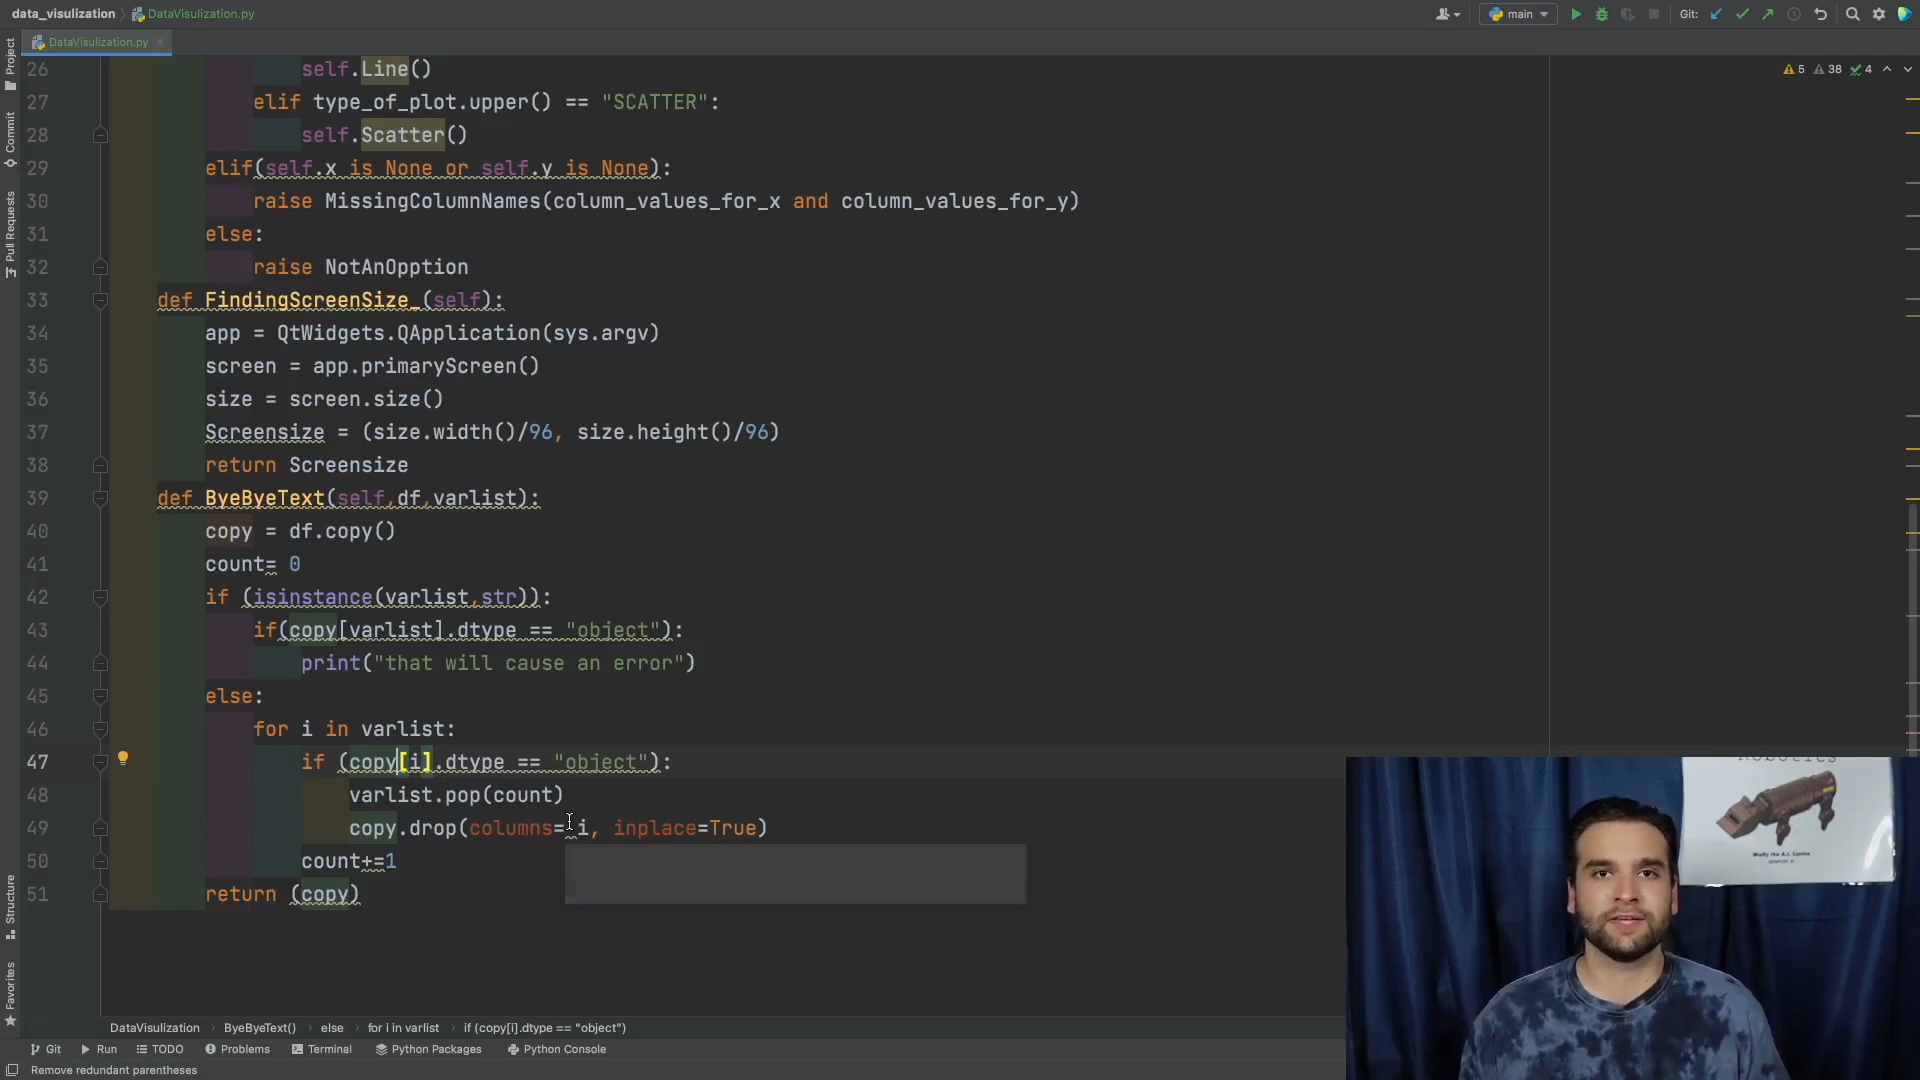 data_visulization
DataVisulization.py
main
Git:
DataVisulization.py
5 38 4
Project
Commit
Pull Requests
Structure
Favorites
26 self.Line()
27 elif type_of_plot.upper() == "SCATTER":
28 self.Scatter()
29 elif(self.x is None or self.y is None):
30 raise MissingColumnNames(column_values_for_x and column_values_for_y)
31 else:
32 raise NotAnOpption
33 def FindingScreenSize_(self):
34 app = QtWidgets.QApplication(sys.argv)
35 screen = app.primaryScreen()
36 size = screen.size()
37 Screensize = (size.width()/96, size.height()/96)
38 return Screensize
39 def ByeByeText(self,df,varlist):
40 copy = df.copy()
41 count= 0
42 if (isinstance(varlist,str)):
43 if(copy[varlist].dtype == "object"):
44 print("that will cause an error")
45 else:
46 for i in varlist:
47 if (copy[i].dtype == "object"):
48 varlist.pop(count)
49 copy.drop(columns= i, inplace=True)
50 count+=1
51 return (copy)
Robotics
Wulfy the A.I. Canine
DataVisulization
ByeByeText()
else
for i in varlist
if (copy[i].dtype == "object")
Git
Run
TODO
Problems
Terminal
Python Packages
Python Console
Remove redundant parentheses